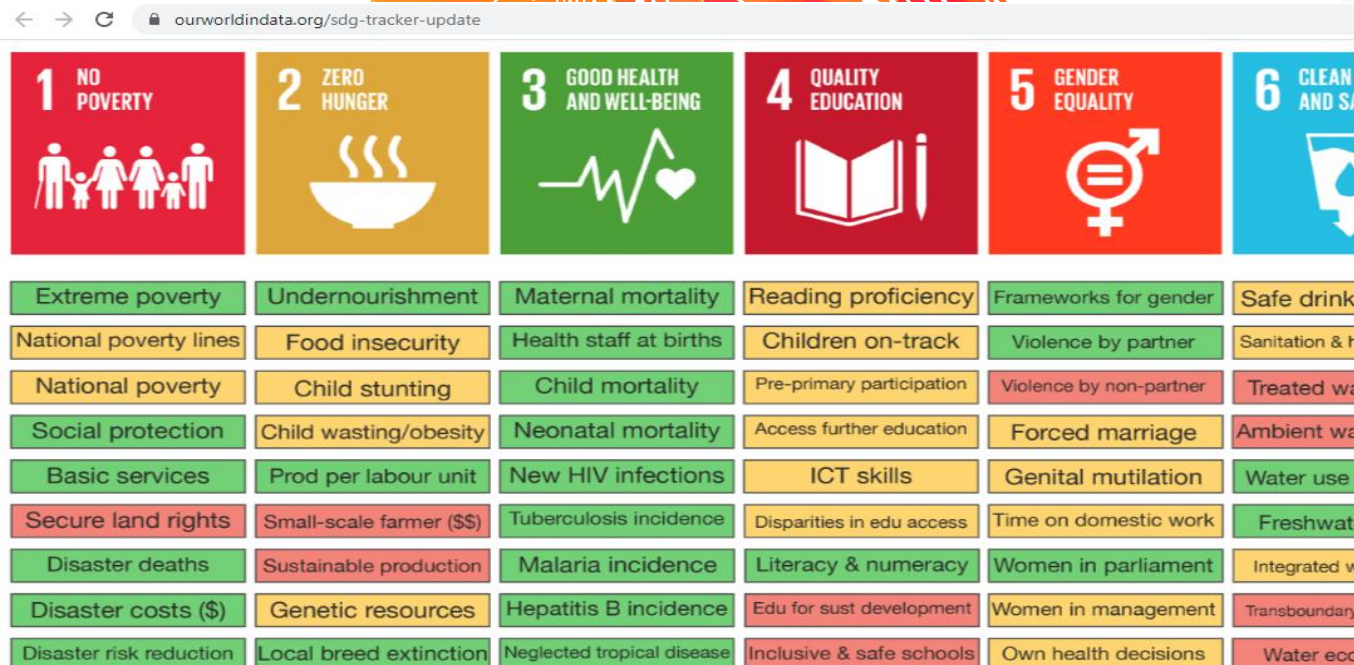 ourworldindata.org/sdg-tracker-update
1 NO POVERTY
2 ZERO HUNGER
3 GOOD HEALTH AND WELL-BEING
4 QUALITY EDUCATION
5 GENDER EQUALITY
6 CLEAN AND
Extreme poverty
National poverty lines
National poverty
Social protection
Basic services
Secure land rights
Disaster deaths
Disaster costs ($)
Disaster risk reduction
Undernourishment
Food insecurity
Child stunting
Child wasting/obesity
Prod per labour unit
Small-scale farmer ($$)
Sustainable production
Genetic resources
Local breed extinction
Maternal mortality
Health staff at births
Child mortality
Neonatal mortality
New HIV infections
Tuberculosis incidence
Malaria incidence
Hepatitis B incidence
Neglected tropical disease
Reading proficiency
Children on-track
Pre-primary participation
Access further education
ICT skills
Disparities in edu access
Literacy & numeracy
Edu for sust development
Inclusive & safe schools
Frameworks for gender
Violence by partner
Violence by non-partner
Forced marriage
Genital mutilation
Time on domestic work
Women in parliament
Women in management
Own health decisions
Safe drink
Sanitation &
Treated wa
Ambient wa
Water use
Freshwat
Integrated
Transboundary
Water eco